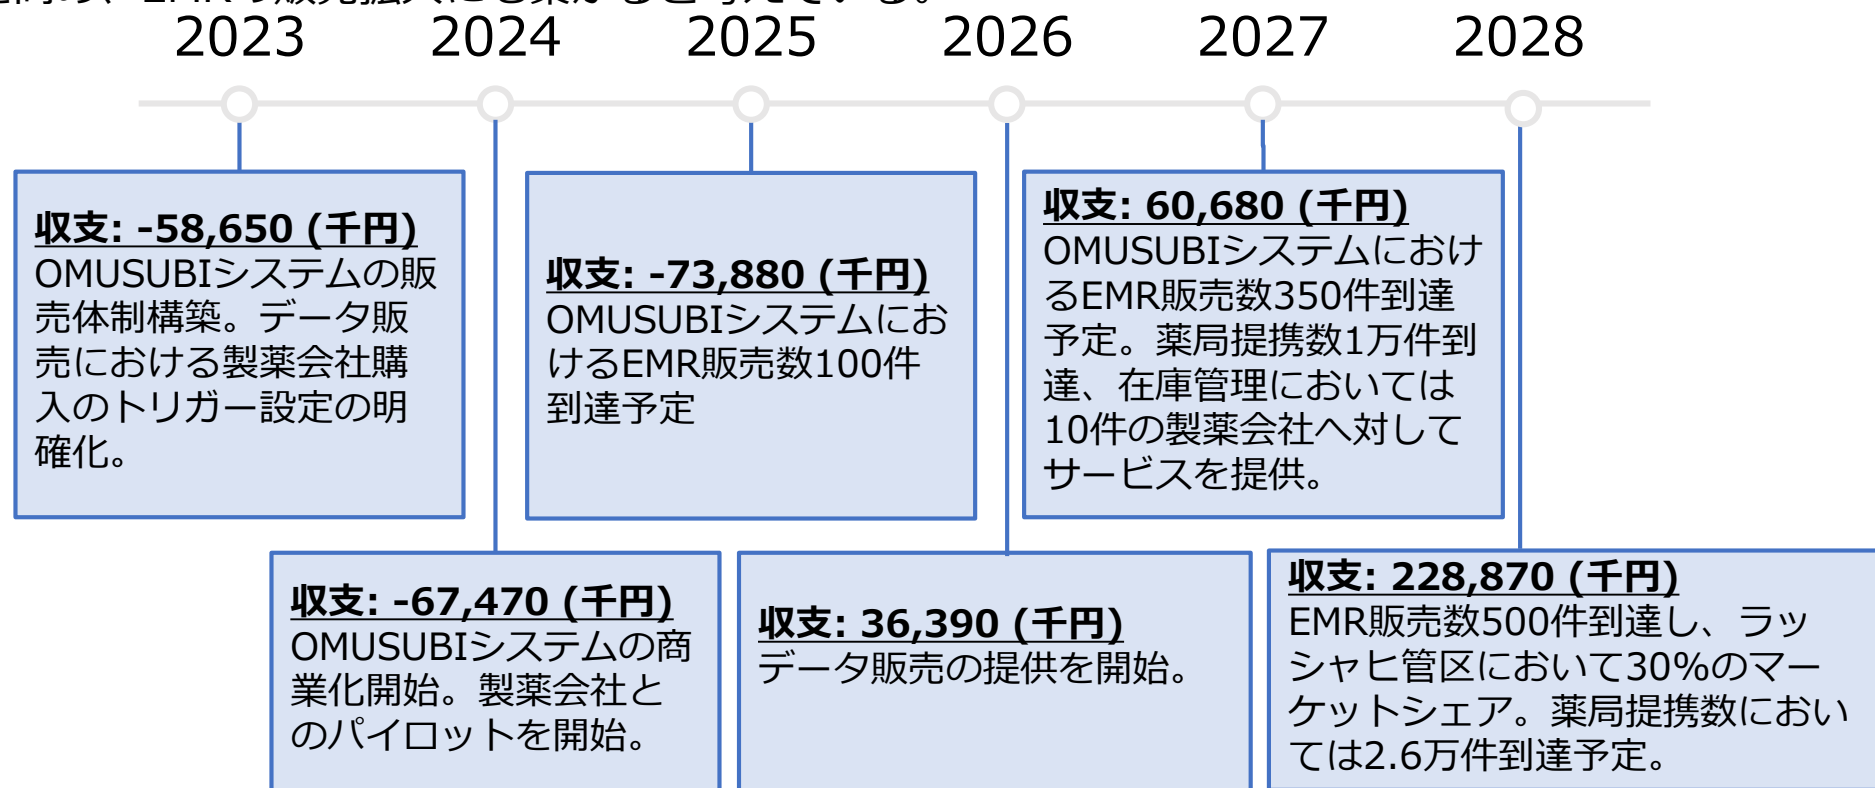 2023 2024 2025 2026 2027 2028
収支: -58,650 (千円)
OMUSUBIシステムの販
売体制構築。データ販
売における製薬会社購
入のトリガー設定の明
確化。
収支: -67,470 (千円)
OMUSUBIシステムの商
業化開始。製薬会社と
のパイロットを開始。
収支: -73,880 (千円)
OMUSUBIシステムにお
けるEMR販売数100件
到達予定
収支: 36,390 (千円)
データ販売の提供を開始。
収支: 60,680 (千円)
OMUSUBIシステムにおけ
るEMR販売数350件到達
予定。薬局提携数1万件到
達、在庫管理においては
10件の製薬会社へ対して
サービスを提供。
収支: 228,870 (千円)
EMR販売数500件到達し、ラッ
シャヒ管区において30%のマー
ケットシェア。薬局提携数におい
ては2.6万件到達予定。